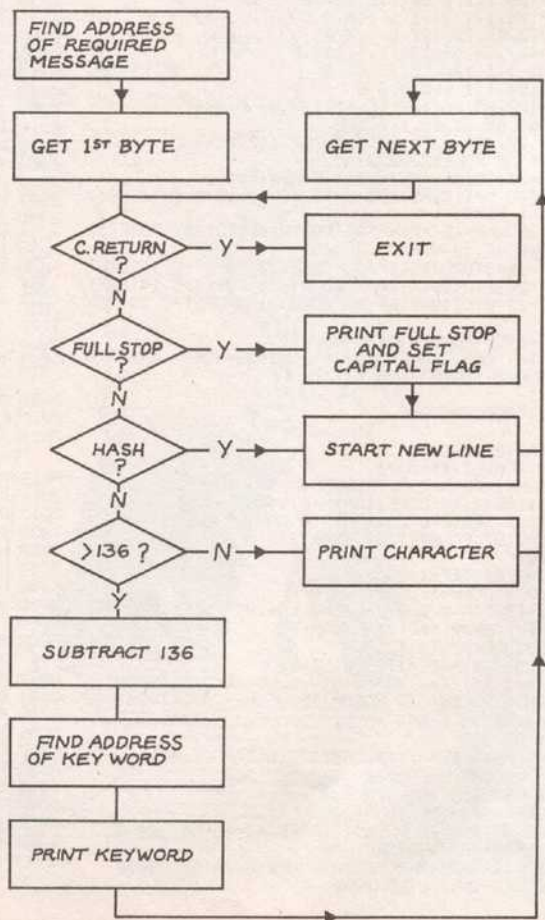 FIND ADDRESS
OF REQUIRED
MESSAGE
GET 1ST BYTE
GET NEXT BYTE
C. RETURN
?
Y
EXIT
N
FULL STOP
?
Y
PRINT FULL STOP
AND SET
CAPITAL FLAG
N
HASH
?
Y
START NEW LINE
N
>136 ?
N
PRINT CHARACTER
Y
SUBTRACT 136
FIND ADDRESS
OF KEY WORD
PRINT KEYWORD